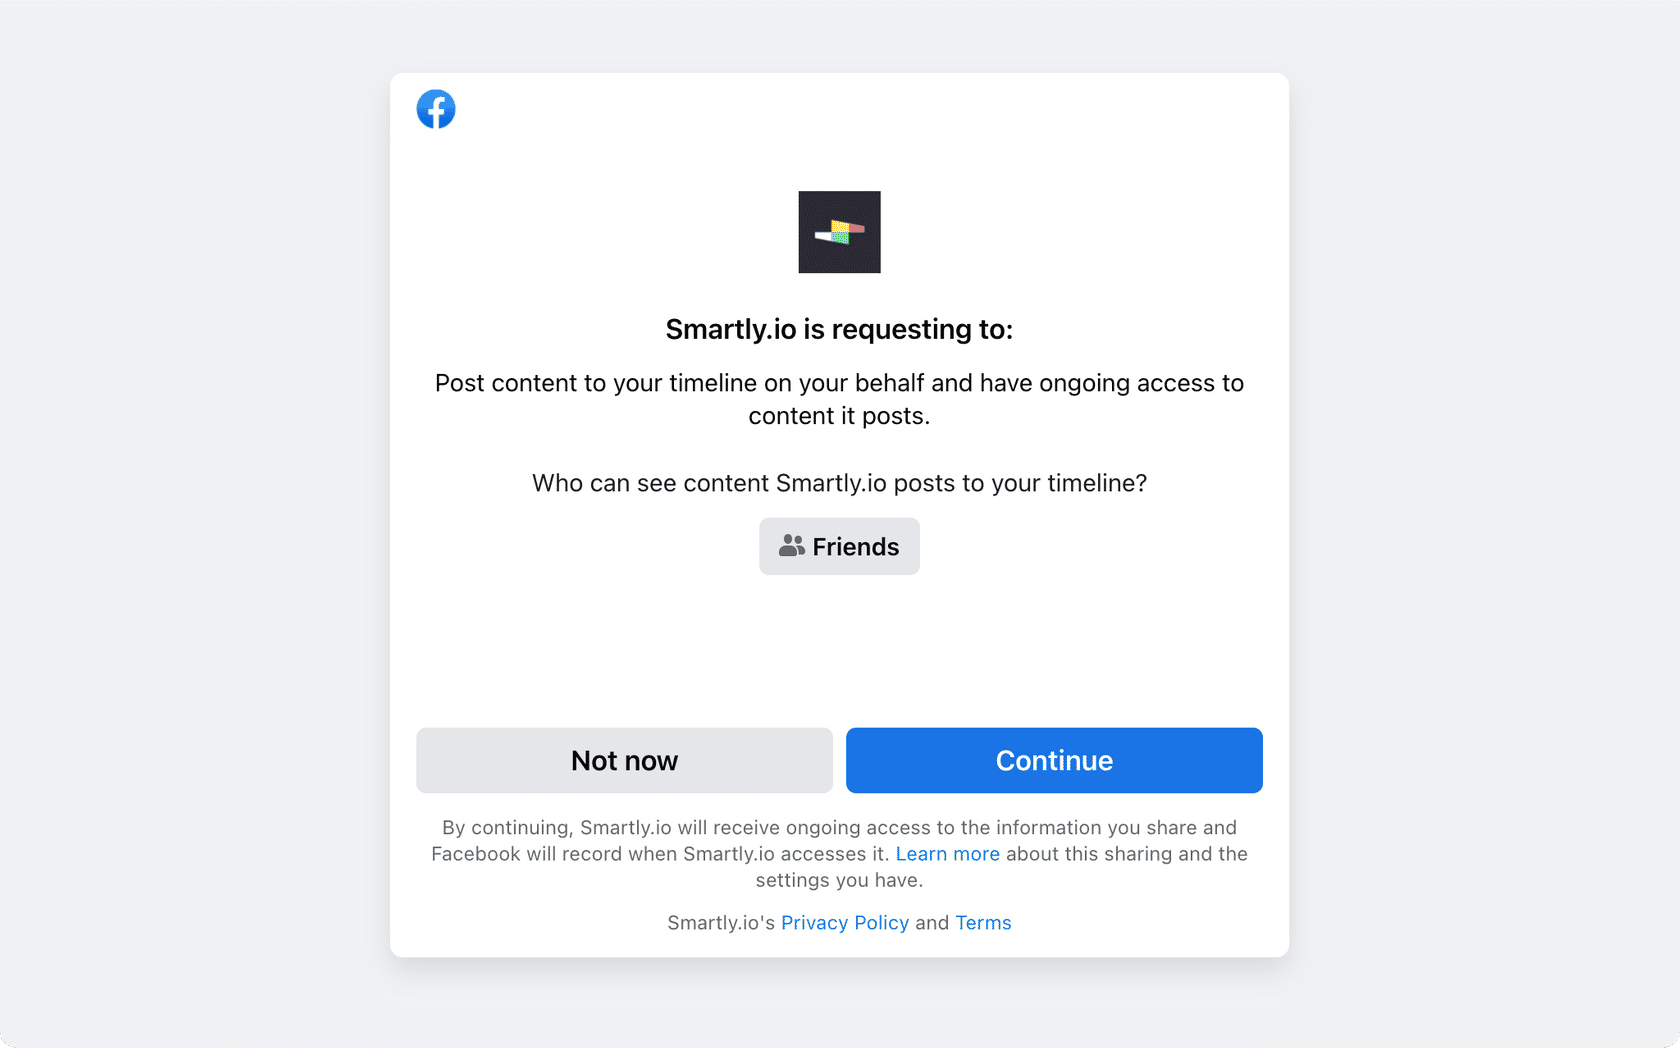 Smartly.io is requesting to:
Post content to your timeline on your behalf and have ongoing access to
content it posts.
Who can see content Smartly.io posts to your timeline?
Friends
Not now
Continue
By continuing, Smartly.io will receive ongoing access to the information you share and
Facebook will record when Smartly.io accesses it. Learn more about this sharing and the
settings you have.
Smartly.io's Privacy Policy and Terms